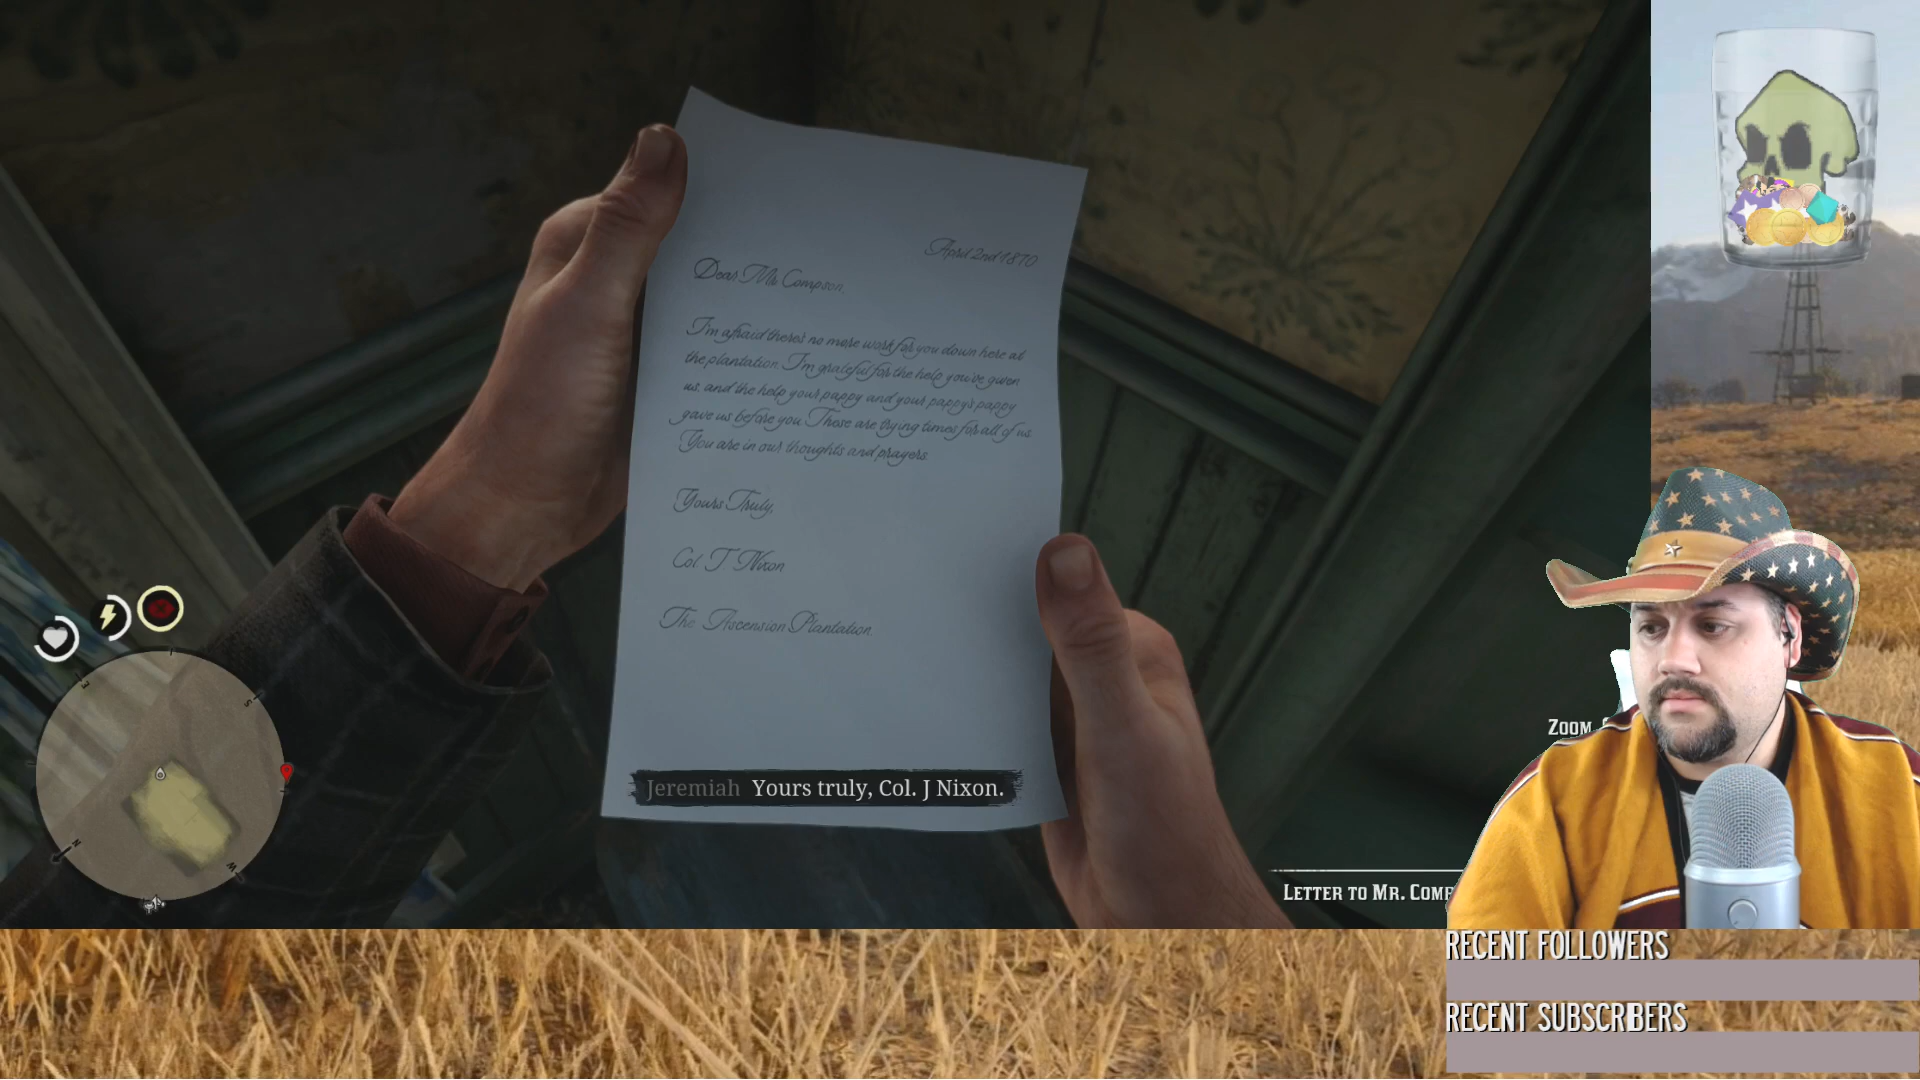 April 2nd 1870
Dear Mr Compson,
I'm afraid there's no more work for you down here at
the plantation. I'm grateful for the help you've given
us, and the help your pappy and your pappy's pappy
gave us before you. These are trying times for all of us.
You are in our thoughts and prayers.
Yours Truly,
Col. J Nixon
The Ascension Plantation.
Jeremiah Yours truly, Col. J Nixon.
ZOOM
LETTER TO MR. COMP
RECENT FOLLOWERS
RECENT SUBSCRIBERS